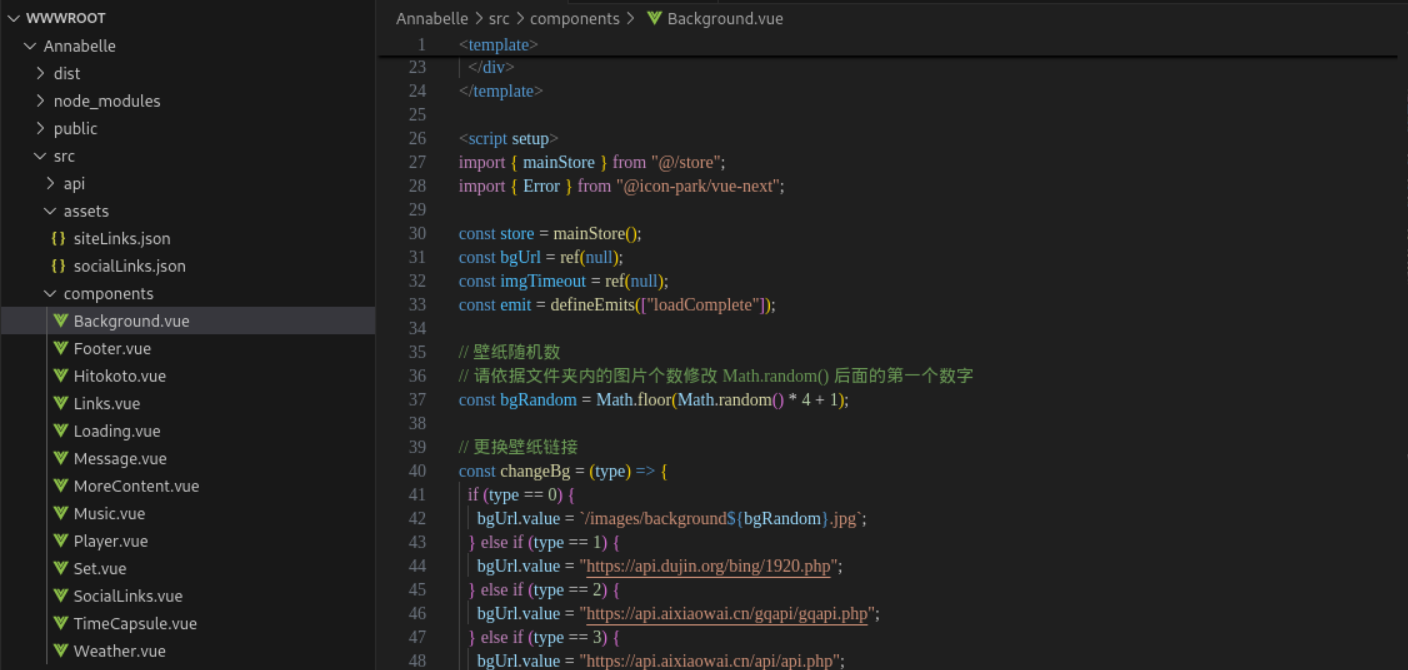 WWWROOT
Annabelle
dist
node_modules
public
src
api
assets
{} siteLinks.json
{} socialLinks.json
components
Background.vue
Footer.vue
Hitokoto.vue
Links.vue
Loading.vue
Message.vue
MoreContent.vue
Music.vue
Player.vue
Set.vue
SocialLinks.vue
TimeCapsule.vue
Weather.vue
Annabelle > src > components > Background.vue
1 <template>
23 </div>
24 </template>
25
26 <script setup>
27 import { mainStore } from "@/store";
28 import { Error } from "@icon-park/vue-next";
29
30 const store = mainStore();
31 const bgUrl = ref(null);
32 const imgTimeout = ref(null);
33 const emit = defineEmits(["loadComplete"]);
34
35 // 壁纸随机数
36 // 请依据文件夹内的图片个数修改 Math.random() 后面的第一个数字
37 const bgRandom = Math.floor(Math.random() * 4 + 1);
38
39 // 更换壁纸链接
40 const changeBg = (type) => {
41 if (type == 0) {
42 bgUrl.value = `/images/background${bgRandom}.jpg`;
43 } else if (type == 1) {
44 bgUrl.value = "https://api.dujin.org/bing/1920.php";
45 } else if (type == 2) {
46 bgUrl.value = "https://api.aixiaowai.cn/gqapi/gqapi.php";
47 } else if (type == 3) {
48 bgUrl.value = "https://api.aixiaowai.cn/api/api.php";